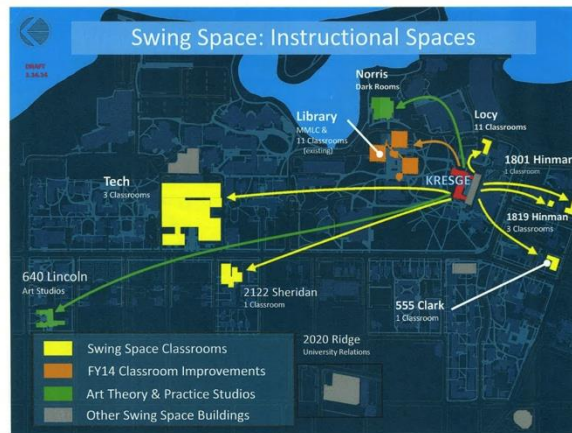 Swing Space: Instructional Spaces
DRAFT
Norris
Dark Rooms
Library
MMLC &
11 Classrooms
(existing)
Locy
11 Classrooms
1801 Hinman
1 Classroom
KRESGE
Tech
3 Classrooms
1819 Hinman
3 Classrooms
640 Lincoln
Art Studios
2122 Sheridan
1 Classroom
555 Clark
1 Classroom
2020 Ridge
University Relations
Swing Space Classrooms
FY14 Classroom Improvements
Art Theory & Practice Studios
Other Swing Space Buildings